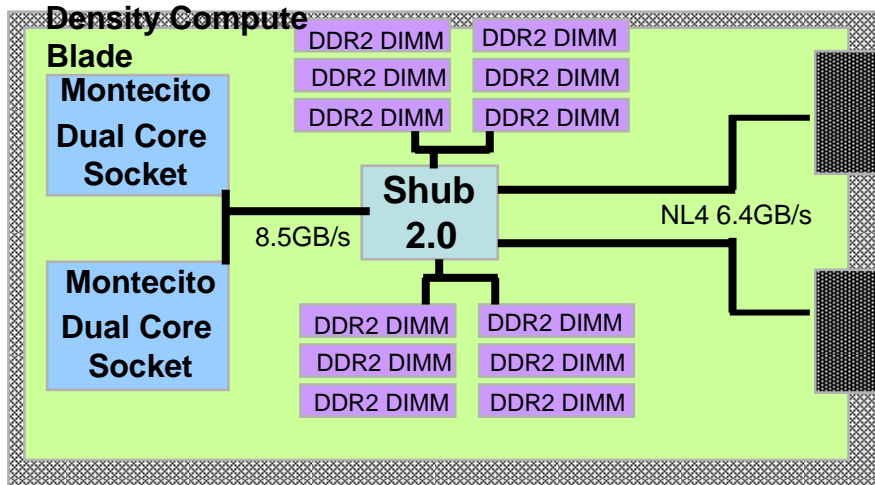 Density Compute
Blade
Montecito
Dual Core
Socket
DDR2 DIMM DDR2 DIMM
DDR2 DIMM DDR2 DIMM
DDR2 DIMM DDR2 DIMM
Shub
2.0
8.5GB/s
NL4 6.4GB/s
Montecito
Dual Core
Socket
DDR2 DIMM DDR2 DIMM
DDR2 DIMM DDR2 DIMM
DDR2 DIMM DDR2 DIMM